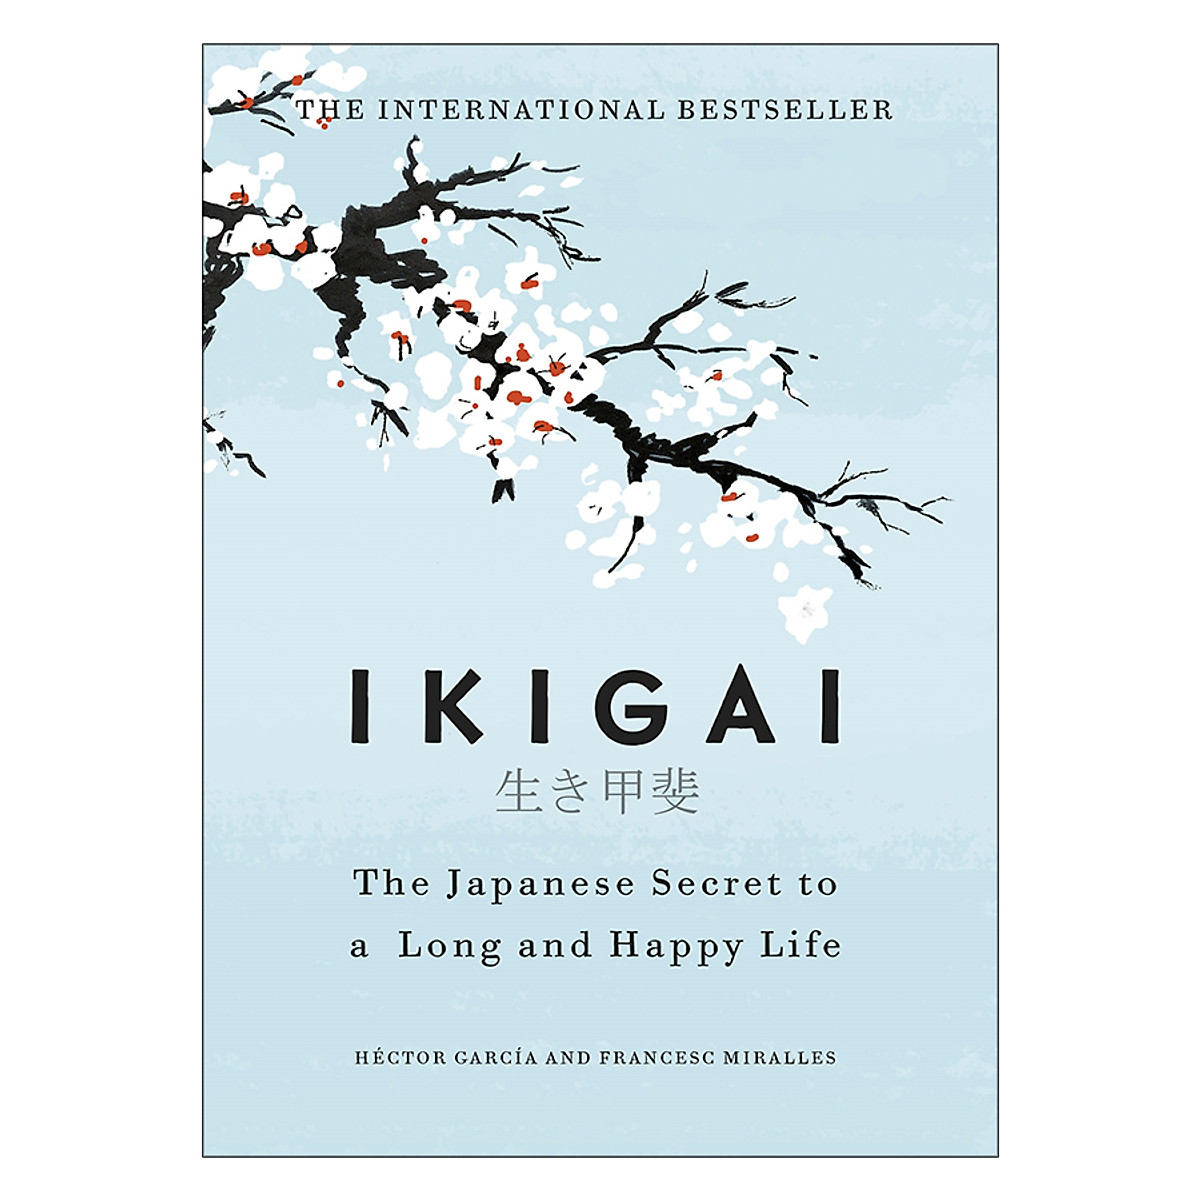 THE INTERNATIONAL BESTSELLER
IKIGAI
生き甲斐
The Japanese Secret to
a Long and Happy Life
HÉCTOR GARCÍA AND FRANCESC MIRALLES